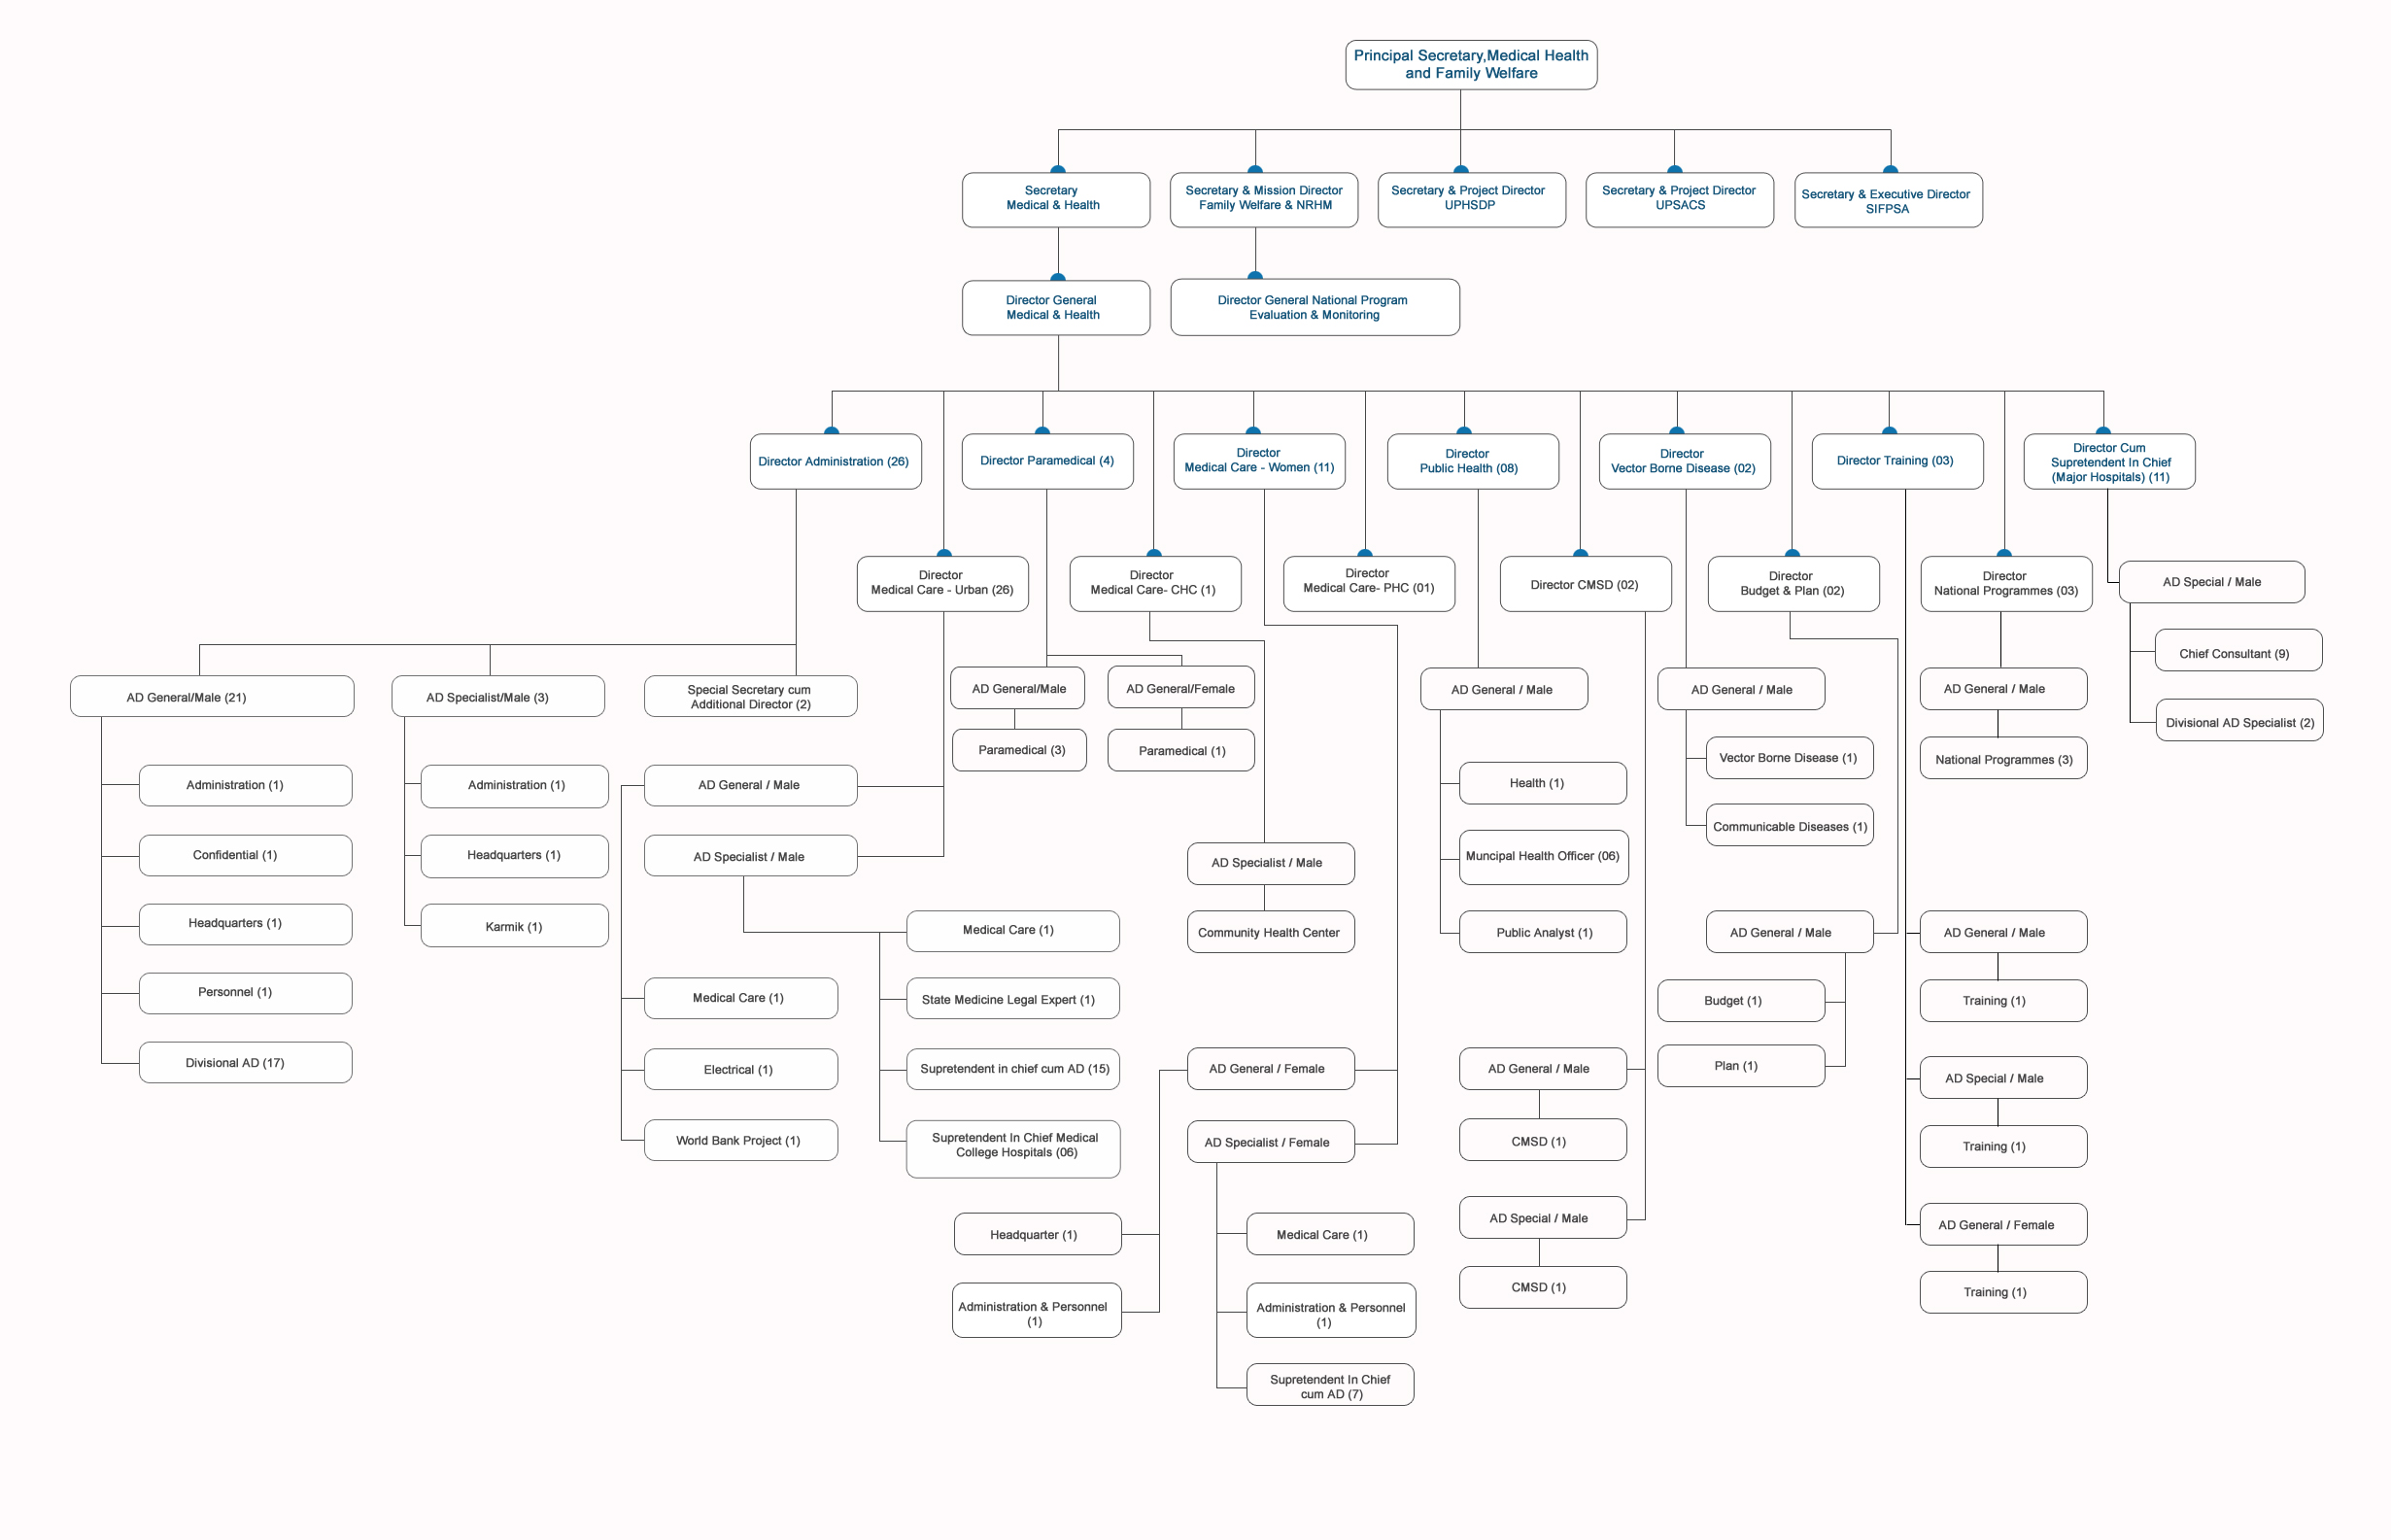 Principal Secretary,Medical Health
and Family Welfare
Secretary
Medical & Health
Secretary & Mission Director
Family Welfare & NRHM
Secretary & Project Director
UPHSDP
Secretary & Project Director
UPSACS
Secretary & Executive Director
SIFPSA
Director General
Medical & Health
Director General National Program
Evaluation & Monitoring
Director Administration (26)
Director Paramedical (4)
Director
Medical Care - Women (11)
Director
Public Health (08)
Director
Vector Borne Disease (02)
Director Training (03)
Director Cum
Supretendent In Chief
(Major Hospitals) (11)
Director
Medical Care - Urban (26)
Director
Medical Care- CHC (1)
Director
Medical Care- PHC (01)
Director CMSD (02)
Director
Budget & Plan (02)
Director
National Programmes (03)
AD Special / Male
Chief Consultant (9)
Divisional AD Specialist (2)
AD General/Male (21)
AD Specialist/Male (3)
Special Secretary cum
Additional Director (2)
AD General/Male
AD General/Female
AD General / Male
AD General / Male
AD General / Male
Paramedical (3)
Paramedical (1)
Vector Borne Disease (1)
National Programmes (3)
Administration (1)
Administration (1)
AD General / Male
Health (1)
Communicable Diseases (1)
Confidential (1)
Headquarters (1)
AD Specialist / Male
AD Specialist / Male
Muncipal Health Officer (06)
Headquarters (1)
Karmik (1)
Medical Care (1)
Community Health Center
Public Analyst (1)
AD General / Male
AD General / Male
Personnel (1)
Medical Care (1)
State Medicine Legal Expert (1)
Budget (1)
Training (1)
Divisional AD (17)
Electrical (1)
Supretendent in chief cum AD (15)
AD General / Female
AD General / Male
Plan (1)
AD Special / Male
World Bank Project (1)
Supretendent In Chief Medical
College Hospitals (06)
AD Specialist / Female
CMSD (1)
Training (1)
Headquarter (1)
Medical Care (1)
AD Special / Male
AD General / Female
Administration & Personnel
(1)
Administration & Personnel
(1)
CMSD (1)
Training (1)
Supretendent In Chief
cum AD (7)